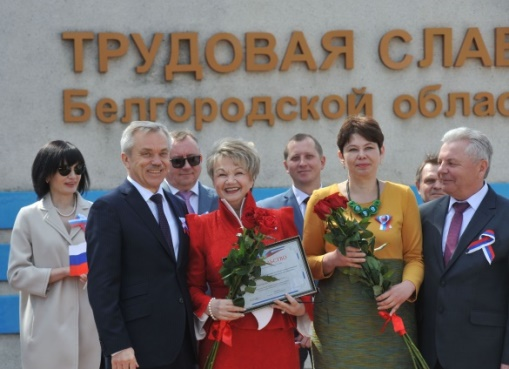 ТРУДОВАЯ СЛАВ
Белгородской облас